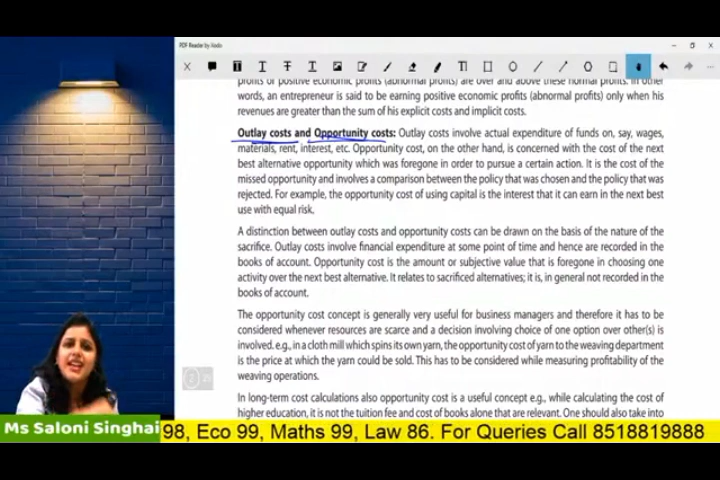 PDF Reader by Xodo
profits or positive economic profits (abnormal profits) are over and above these normal profits. In other
words, an entrepreneur is said to be earning positive economic profits (abnormal profits) only when his
revenues are greater than the sum of his explicit costs and implicit costs.
Outlay costs and Opportunity costs: Outlay costs involve actual expenditure of funds on, say, wages,
materials, rent, interest, etc. Opportunity cost, on the other hand, is concerned with the cost of the next
best alternative opportunity which was foregone in order to pursue a certain action. It is the cost of the
missed opportunity and involves a comparison between the policy that was chosen and the policy that was
rejected. For example, the opportunity cost of using capital is the interest that it can earn in the next best
use with equal risk.
A distinction between outlay costs and opportunity costs can be drawn on the basis of the nature of the
sacrifice. Outlay costs involve financial expenditure at some point of time and hence are recorded in the
books of account. Opportunity cost is the amount or subjective value that is foregone in choosing one
activity over the next best alternative. It relates to sacrificed alternatives; it is, in general not recorded in the
books of account.
The opportunity cost concept is generally very useful for business managers and therefore it has to be
considered whenever resources are scarce and a decision involving choice of one option over other(s) is
involved. e.g., in a cloth mill which spins its own yarn, the opportunity cost of yarn to the weaving department
is the price at which the yarn could be sold. This has to be considered while measuring profitability of the
weaving operations.
In long-term cost calculations also opportunity cost is a useful concept e.g., while calculating the cost of
higher education, it is not the tuition fee and cost of books alone that are relevant. One should also take into
Ms Saloni Singhai
98, Eco 99, Maths 99, Law 86. For Queries Call 8518819888